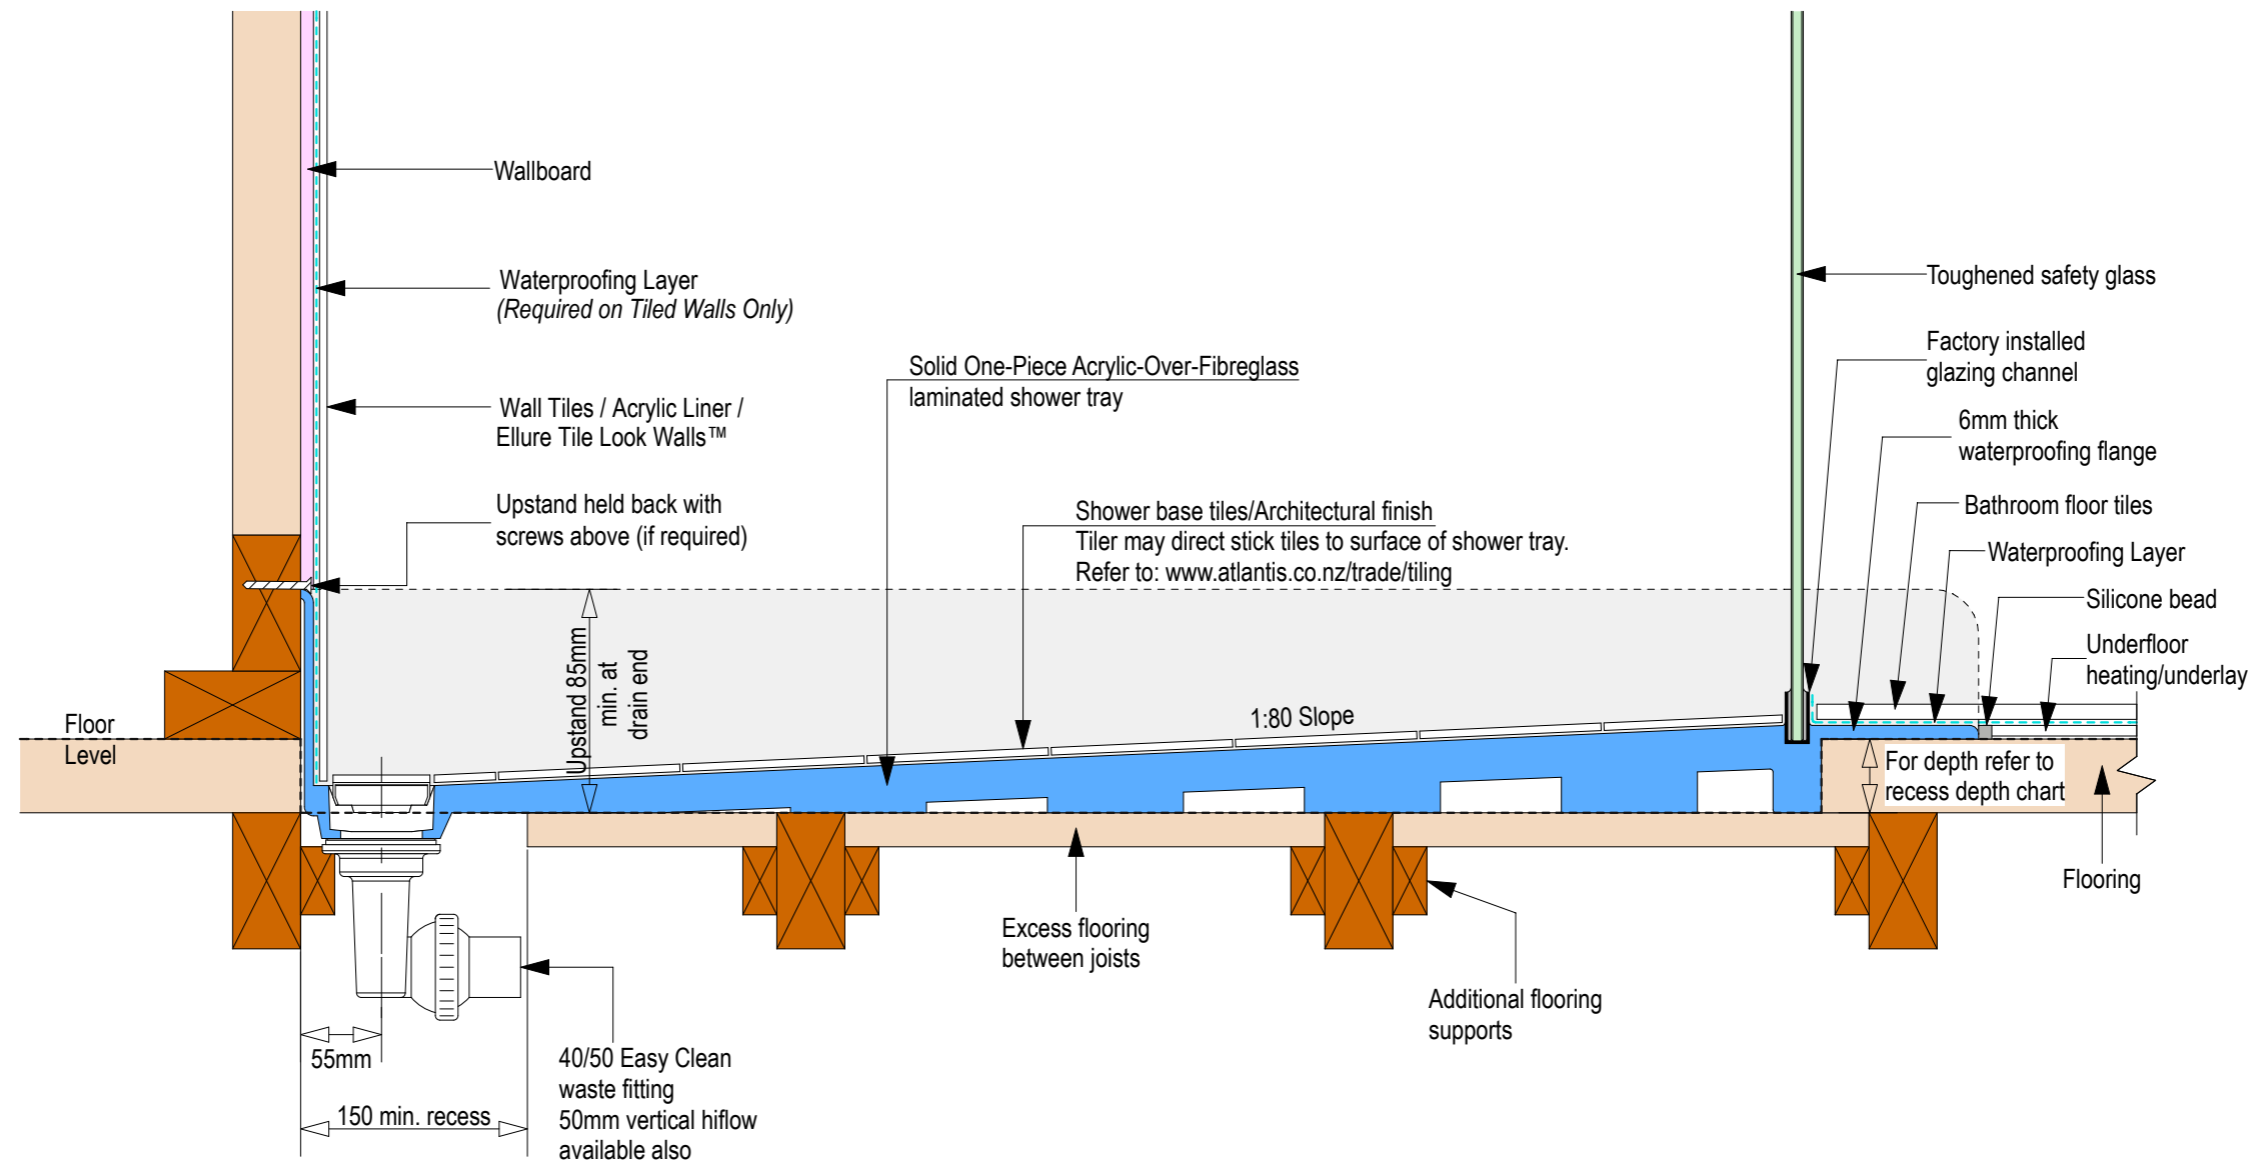 Wallboard
Waterproofing Layer
(Required on Tiled Walls Only)
Wall Tiles / Acrylic Liner /
Ellure Tile Look Walls™
Upstand held back with
screws above (if required)
Solid One-Piece Acrylic-Over-Fibreglass
laminated shower tray
Shower base tiles/Architectural finish
Tiler may direct stick tiles to surface of shower tray.
Refer to: www.atlantis.co.nz/trade/tiling
Toughened safety glass
Factory installed
glazing channel
6mm thick
waterproofing flange
Bathroom floor tiles
Waterproofing Layer
Silicone bead
Underfloor
heating/underlay
Upstand 85mm
min. at
drain end
1:80 Slope
Floor
Level
For depth refer to
recess depth chart
Flooring
Excess flooring
between joists
Additional flooring
supports
55mm
150 min. recess
40/50 Easy Clean
waste fitting
50mm vertical hiflow
available also